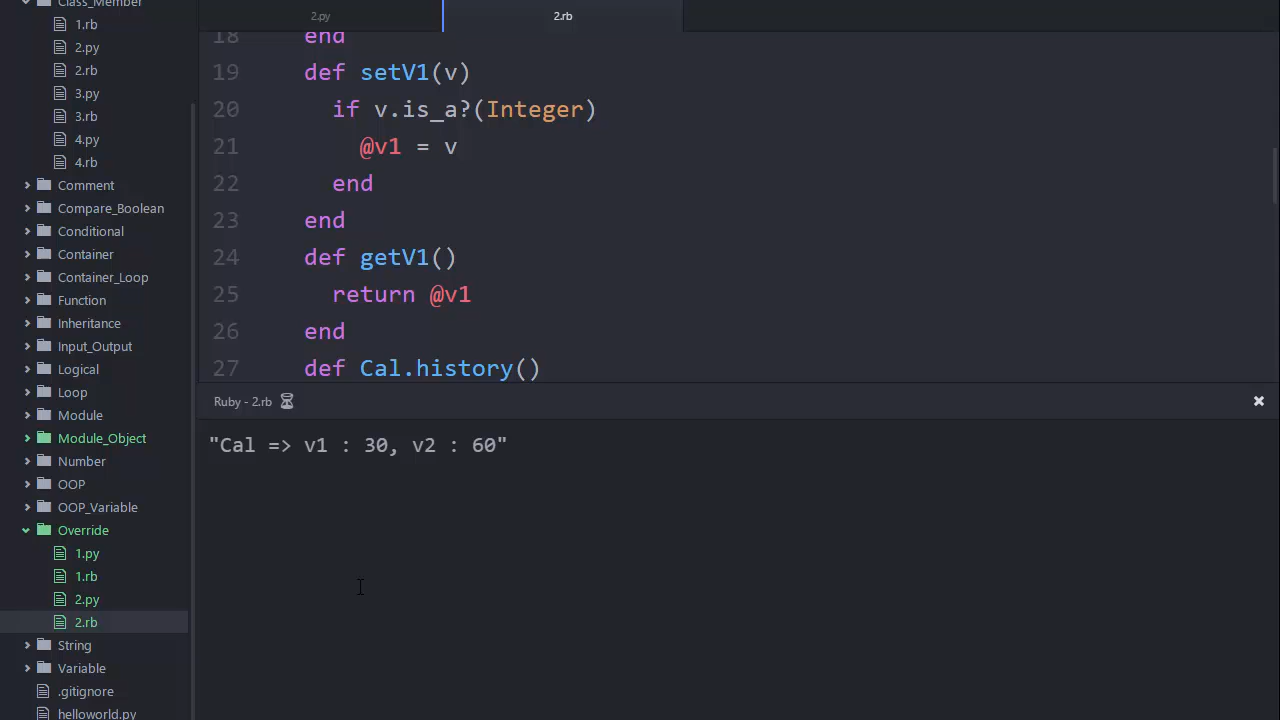 Class_Member
1.rb
2.py
2.rb
3.py
3.rb
4.py
4.rb
Comment
Compare_Boolean
Conditional
Container
Container_Loop
Function
Inheritance
Input_Output
Logical
Loop
Module
Module_Object
Number
OOP
OOP_Variable
Override
1.py
1.rb
2.py
2.rb
String
Variable
.gitignore
helloworld.py
2.py
2.rb
18 end
19 def setV1(v)
20 if v.is_a?(Integer)
21 @v1 = v
22 end
23 end
24 def getV1()
25 return @v1
26 end
27 def Cal.history()
Ruby - 2.rb
"Cal => v1 : 30, v2 : 60"